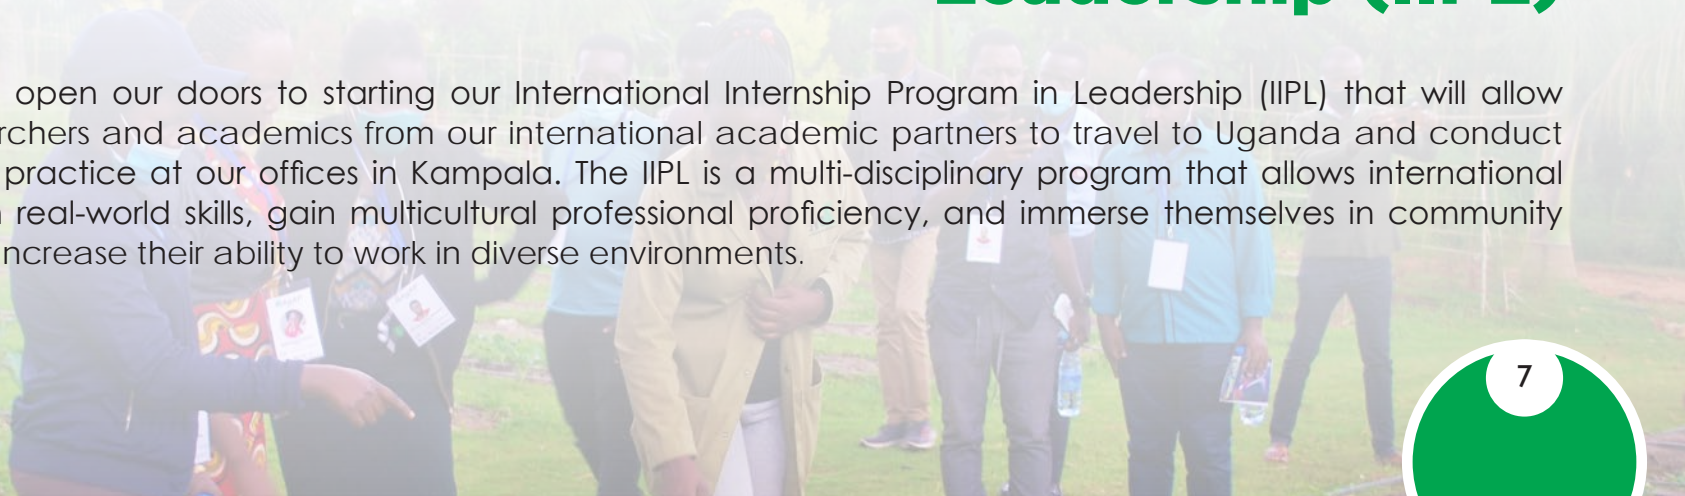 Leadership (IIPL)
open our doors to starting our International Internship Program in Leadership (IIPL) that will allow
rchers and academics from our international academic partners to travel to Uganda and conduct
practice at our offices in Kampala. The IIPL is a multi-disciplinary program that allows international
real-world skills, gain multicultural professional proficiency, and immerse themselves in community
ncrease their ability to work in diverse environments.
7